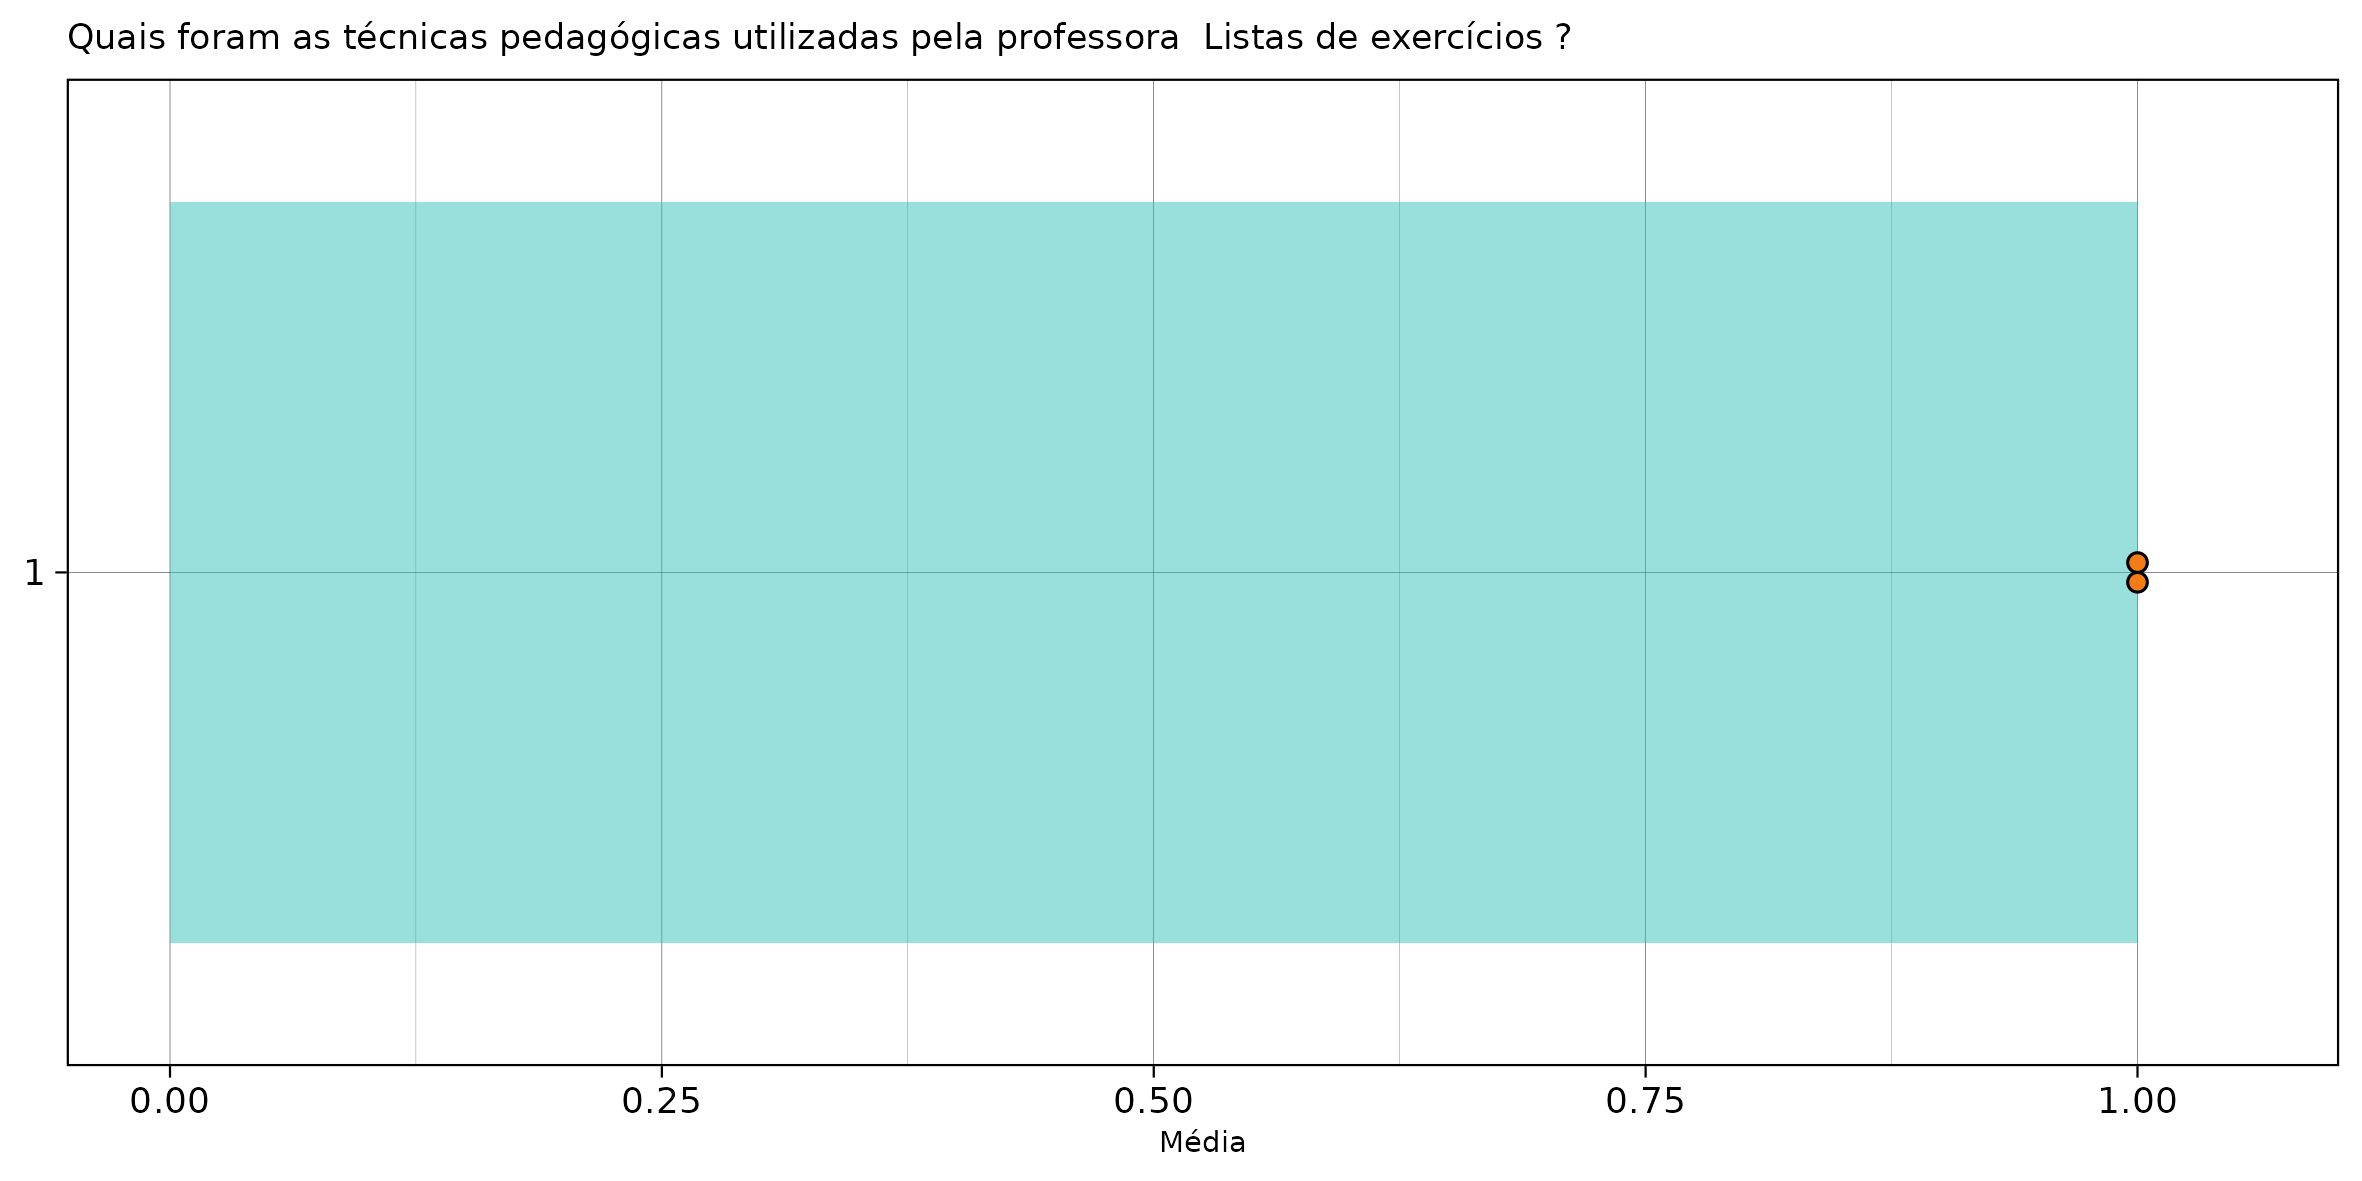 Quais foram as técnicas pedagógicas utilizadas pela professora  Listas de exercícios ?
1
0.00 0.25 0.50 0.75 1.00
Média